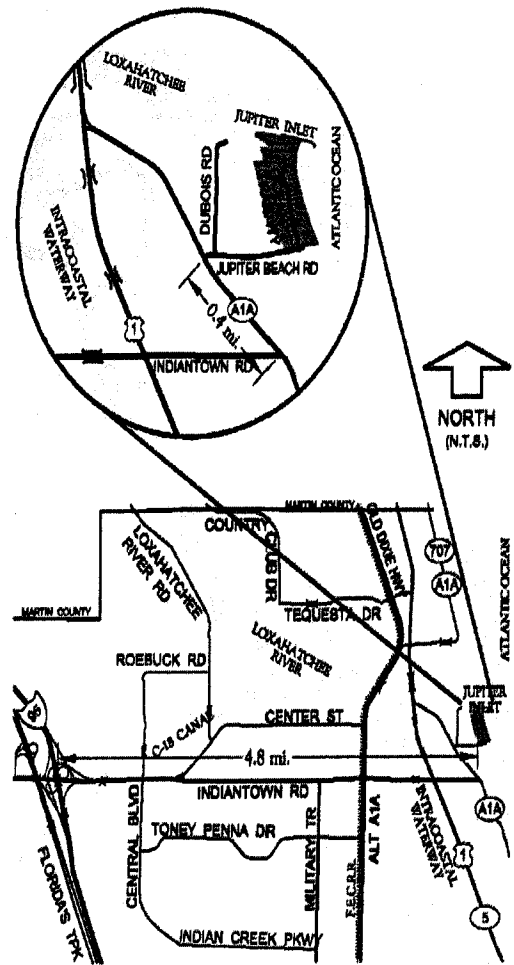 LOXAHATCHEE
RIVER
JUPITER INLET
DUBOIS RD
ATLANTIC OCEAN
INTRACOASTAL
WATERWAY
JUPITER BEACH RD
A1A
0.4 mi.
1
INDIANTOWN RD
NORTH
(N.T.S.)
MARTIN COUNTY
COUNTRY
CLUB DR
OLD DIXIE HWY
LOXAHATCHEE
RIVER RD
707
A1A
MARTIN COUNTY
TEQUESTA DR
ATLANTIC OCEAN
LOXAHATCHEE
RIVER
ROEBUCK RD
JUPITER
INLET
95
C-18 CANAL
CENTER ST
4.8 mi.
INDIANTOWN RD
A1A
CENTRAL BLVD
TONEY PENNA DR
MILITARY TR
ALT A1A
INTRACOASTAL
WATERWAY
1
FLORIDA'S TPK
F.E.C.R.R.
5
INDIAN CREEK PKWY